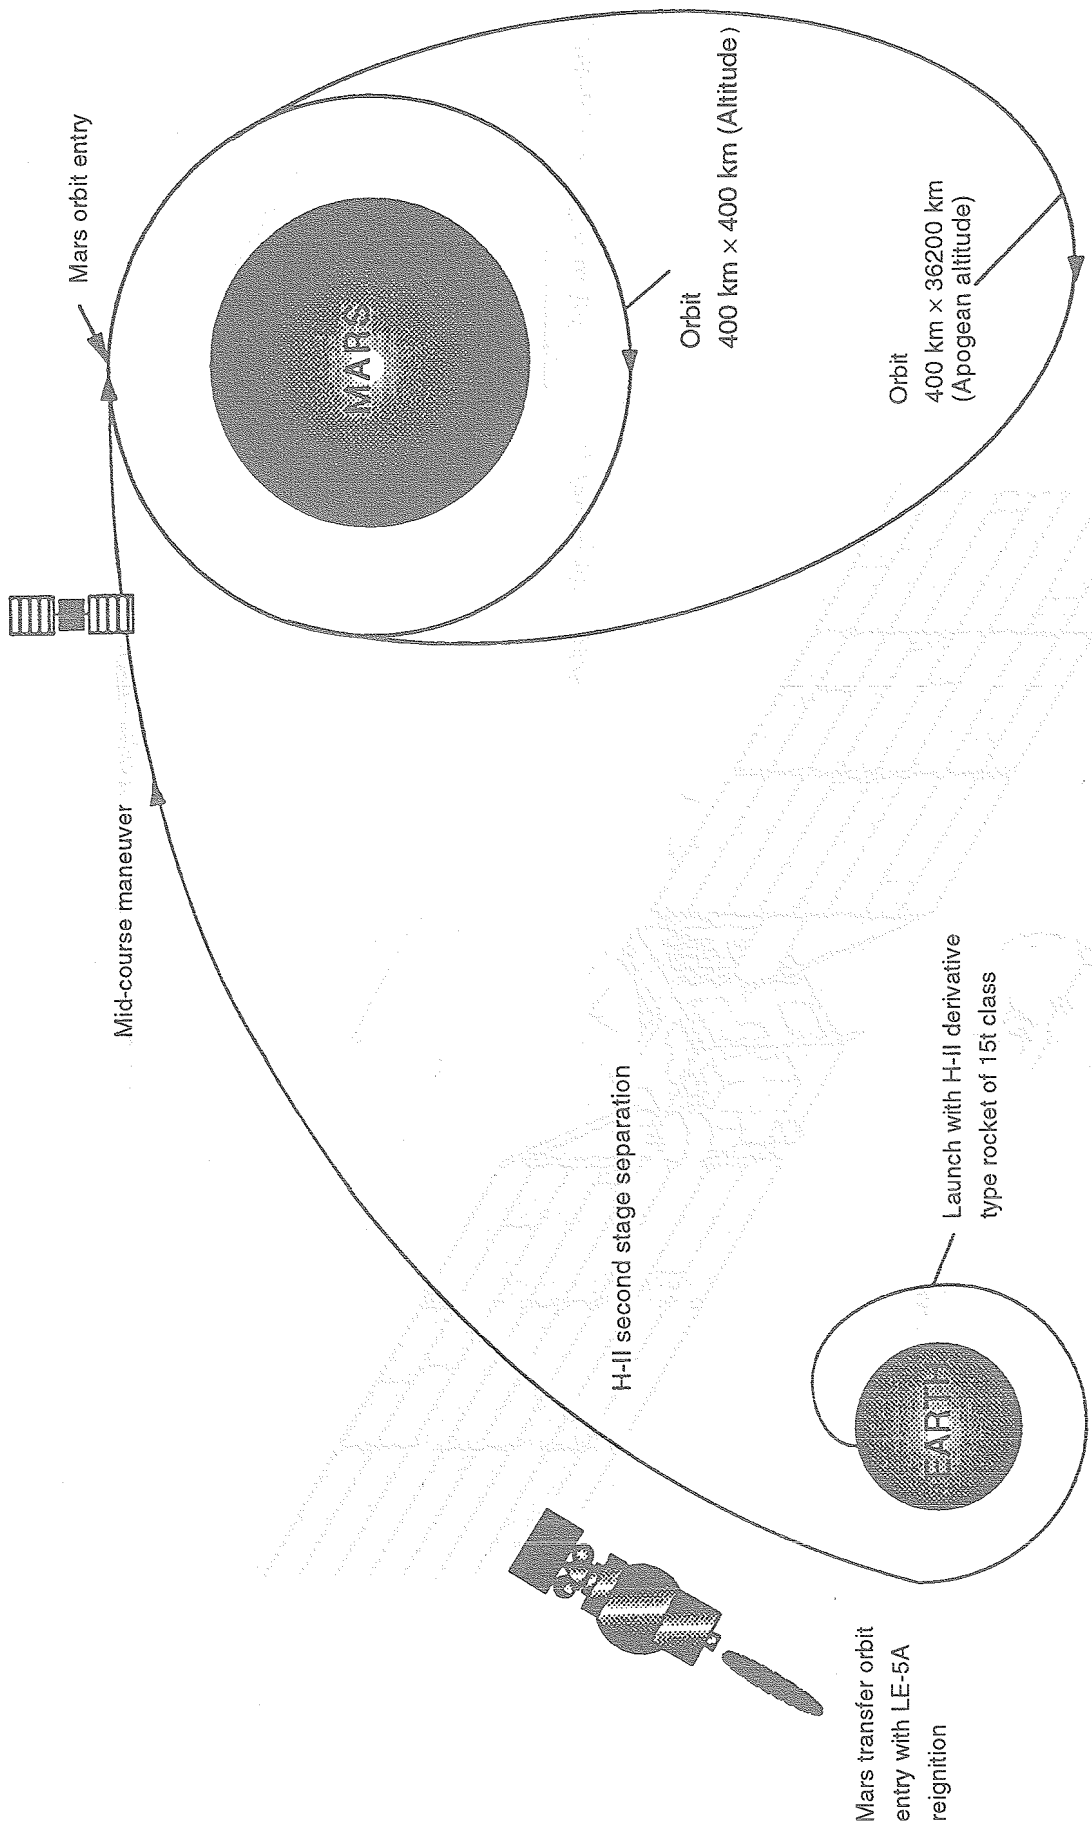 Mars orbit entry
MARS
Orbit
400 km × 400 km (Altitude)
Orbit
400 km × 36200 km
(Apogean altitude)
Mid-course maneuver
H-II second stage separation
Launch with H-II derivative
type rocket of 15t class
EARTH
Mars transfer orbit
entry with LE-5A
reignition